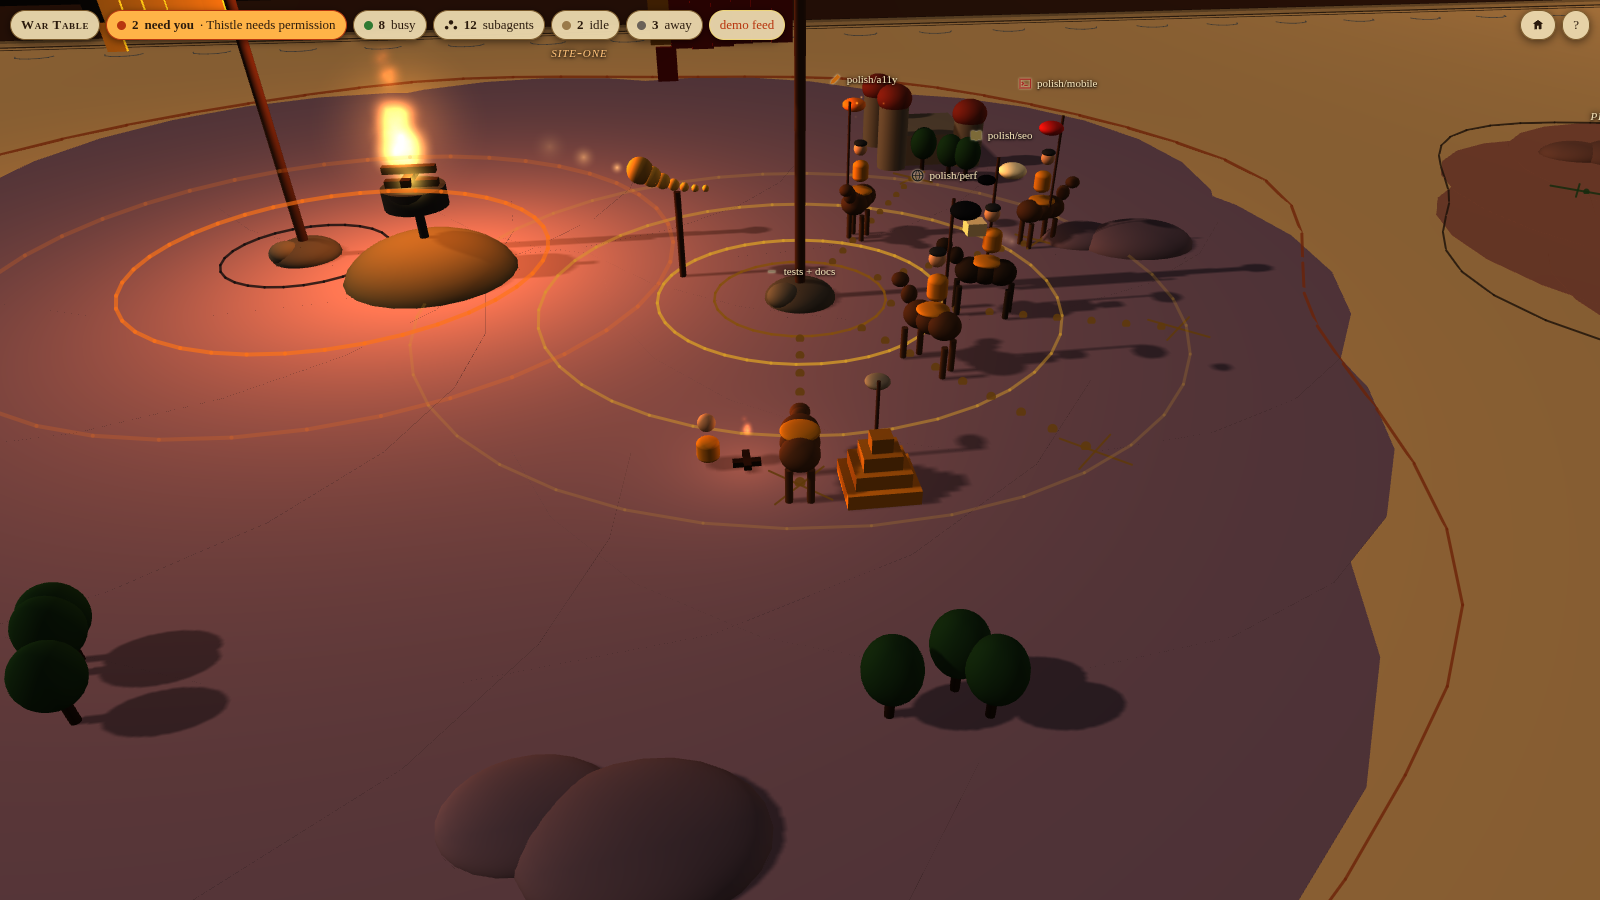 War Table
2 need you · Thistle needs permission
8 busy
12 subagents
2 idle
3 away
demo feed
?
SITE-ONE
polish/a11y
polish/mobile
polish/seo
polish/perf
tests + docs